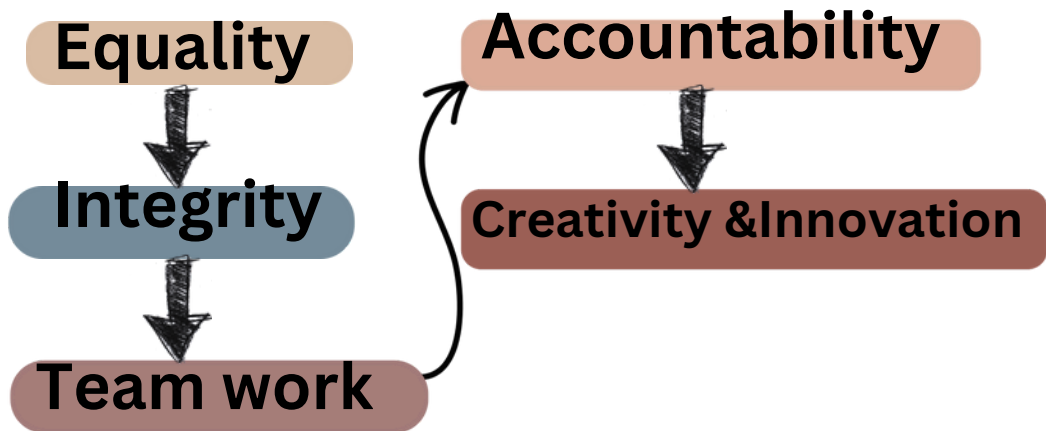 Equality
Integrity
Team work
Accountability
Creativity &Innovation